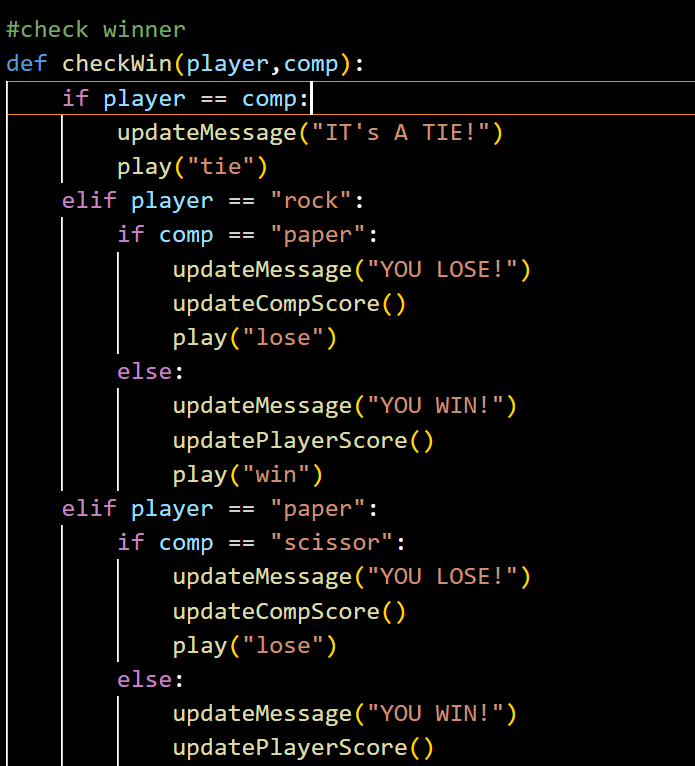 #check winner
def checkWin(player,comp):
    if player == comp:
        updateMessage("IT's A TIE!")
        play("tie")
    elif player == "rock":
        if comp == "paper":
            updateMessage("YOU LOSE!")
            updateCompScore()
            play("lose")
        else:
            updateMessage("YOU WIN!")
            updatePlayerScore()
            play("win")
    elif player == "paper":
        if comp == "scissor":
            updateMessage("YOU LOSE!")
            updateCompScore()
            play("lose")
        else:
            updateMessage("YOU WIN!")
            updatePlayerScore()